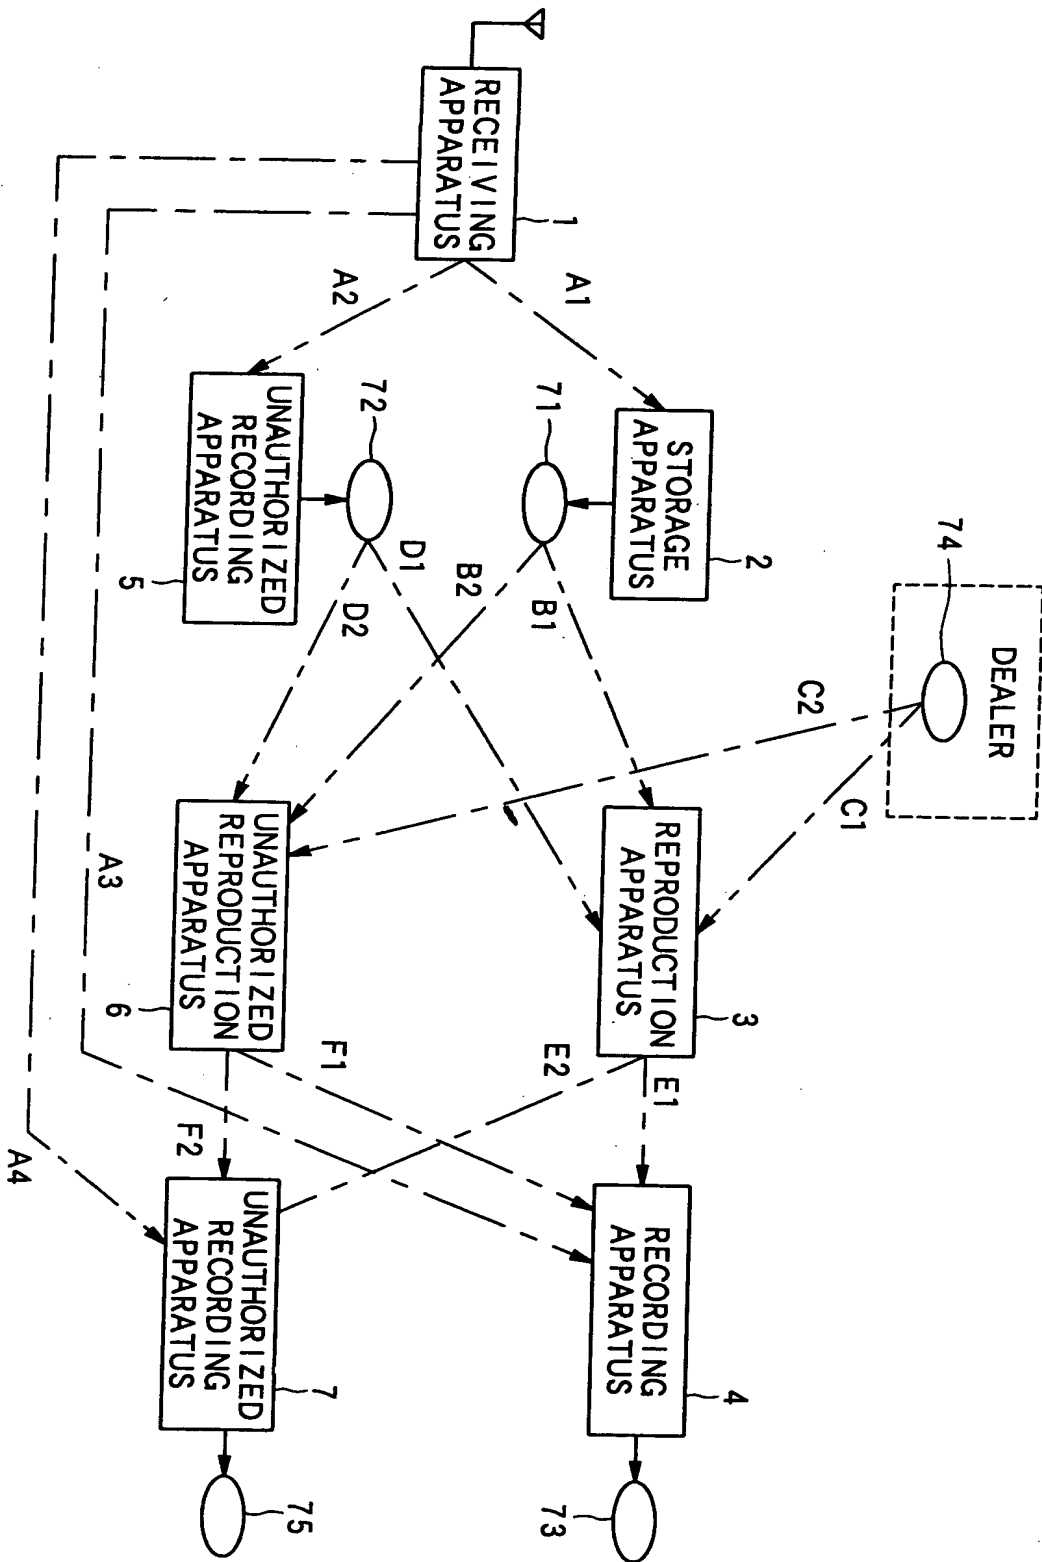 DEALER
74
C1
C2
STORAGE
APPARATUS
2
A1
71
B1
B2
REPRODUCTION
APPARATUS
3
E1
E2
RECORDING
APPARATUS
4
73
RECEIVING
APPARATUS
1
A2
72
D1
D2
UNAUTHORIZED
RECORDING
APPARATUS
5
UNAUTHORIZED
REPRODUCTION
APPARATUS
6
F1
F2
UNAUTHORIZED
RECORDING
APPARATUS
7
75
A3
A4